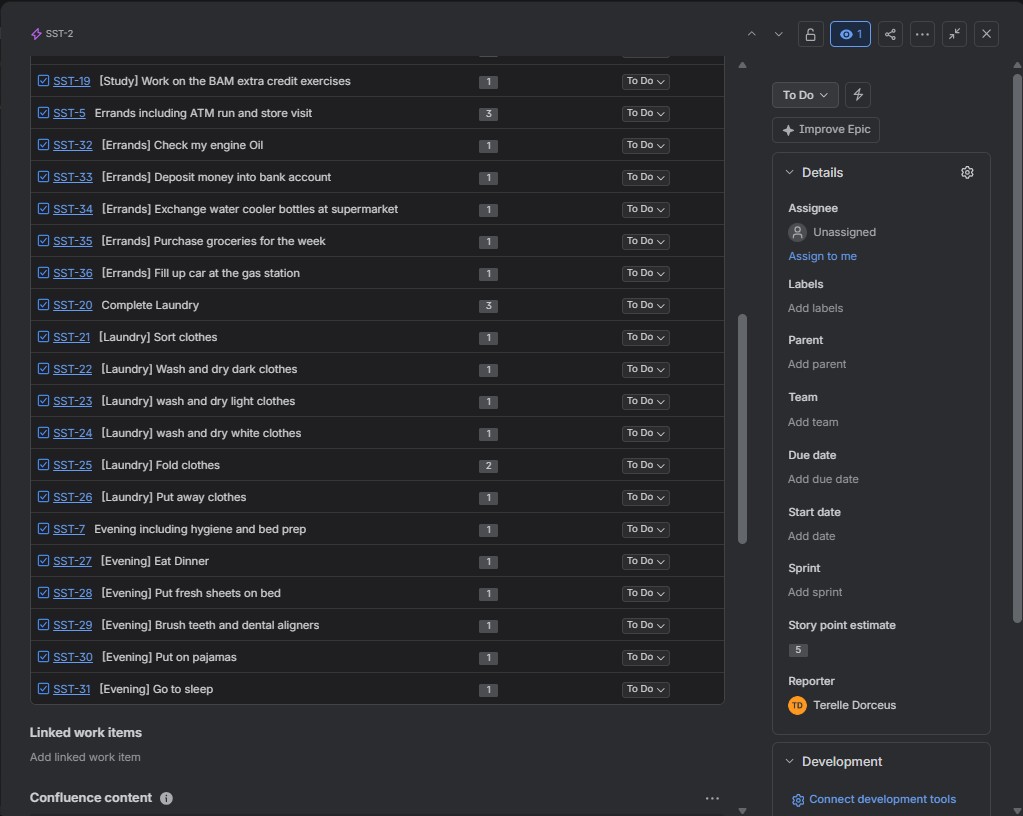 SST-2
1
SST-19 [Study] Work on the BAM extra credit exercises 1 To Do
SST-5 Errands including ATM run and store visit 3 To Do
SST-32 [Errands] Check my engine Oil 1 To Do
SST-33 [Errands] Deposit money into bank account 1 To Do
SST-34 [Errands] Exchange water cooler bottles at supermarket 1 To Do
SST-35 [Errands] Purchase groceries for the week 1 To Do
SST-36 [Errands] Fill up car at the gas station 1 To Do
SST-20 Complete Laundry 3 To Do
SST-21 [Laundry] Sort clothes 1 To Do
SST-22 [Laundry] Wash and dry dark clothes 1 To Do
SST-23 [Laundry] wash and dry light clothes 1 To Do
SST-24 [Laundry] wash and dry white clothes 1 To Do
SST-25 [Laundry] Fold clothes 2 To Do
SST-26 [Laundry] Put away clothes 1 To Do
SST-7 Evening including hygiene and bed prep 1 To Do
SST-27 [Evening] Eat Dinner 1 To Do
SST-28 [Evening] Put fresh sheets on bed 1 To Do
SST-29 [Evening] Brush teeth and dental aligners 1 To Do
SST-30 [Evening] Put on pajamas 1 To Do
SST-31 [Evening] Go to sleep 1 To Do
Linked work items
Add linked work item
Confluence content
To Do
Improve Epic
Details
Assignee
Unassigned
Assign to me
Labels
Add labels
Parent
Add parent
Team
Add team
Due date
Add due date
Start date
Add date
Sprint
Add sprint
Story point estimate
5
Reporter
TD Terelle Dorceus
Development
Connect development tools